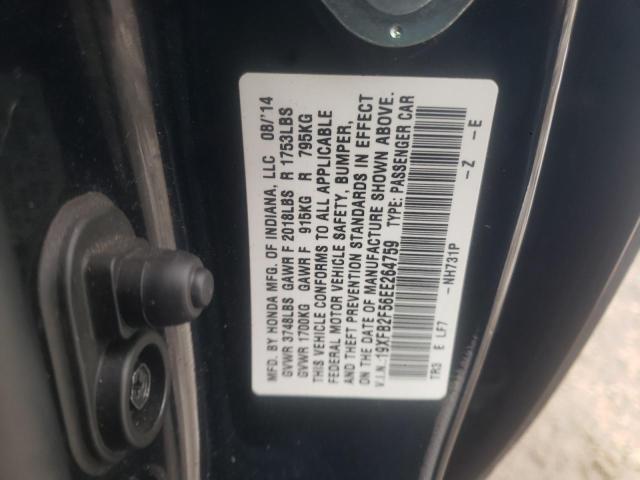 MFD. BY HONDA MFG. OF INDIANA, LLC 08/'14
GVWR 3748LBS GAWR F 2018LBS R 1753LBS
GVWR 1700KG GAWR F 915KG R 795KG
THIS VEHICLE CONFORMS TO ALL APPLICABLE
FEDERAL MOTOR VEHICLE SAFETY, BUMPER,
AND THEFT PREVENTION STANDARDS IN EFFECT
ON THE DATE OF MANUFACTURE SHOWN ABOVE.
V.I.N.: 19XFB2F56EE264759 TYPE: PASSENGER CAR
TR3 E LF7 -NH731P -Z -E